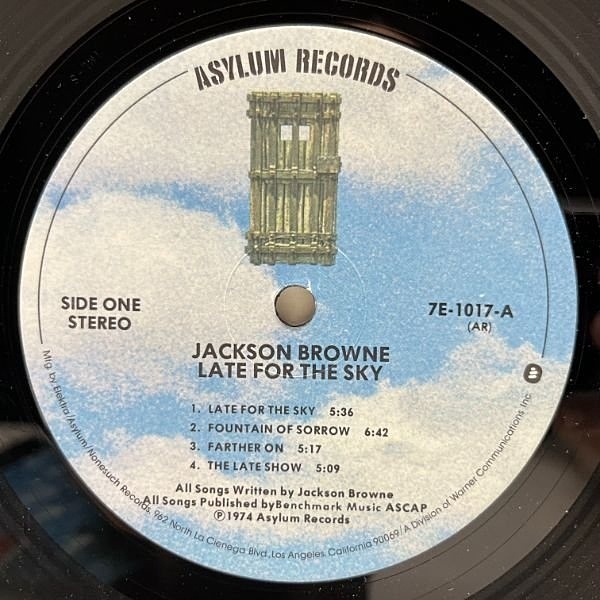 ASYLUM RECORDS
SIDE ONE
STEREO
7E-1017-A
(AR)
JACKSON BROWNE
LATE FOR THE SKY
1. LATE FOR THE SKY 5:36
2. FOUNTAIN OF SORROW 6:42
3. FARTHER ON 5:17
4. THE LATE SHOW 5:09
All Songs Written by Jackson Browne
All Songs Published by Benchmark Music ASCAP
Ⓟ1974 Asylum Records
Mfg. by Elektra/Asylum/Nonesuch Records, 962 North La Cienega Blvd., Los Angeles, California 90069/A Division of Warner Communications Inc.